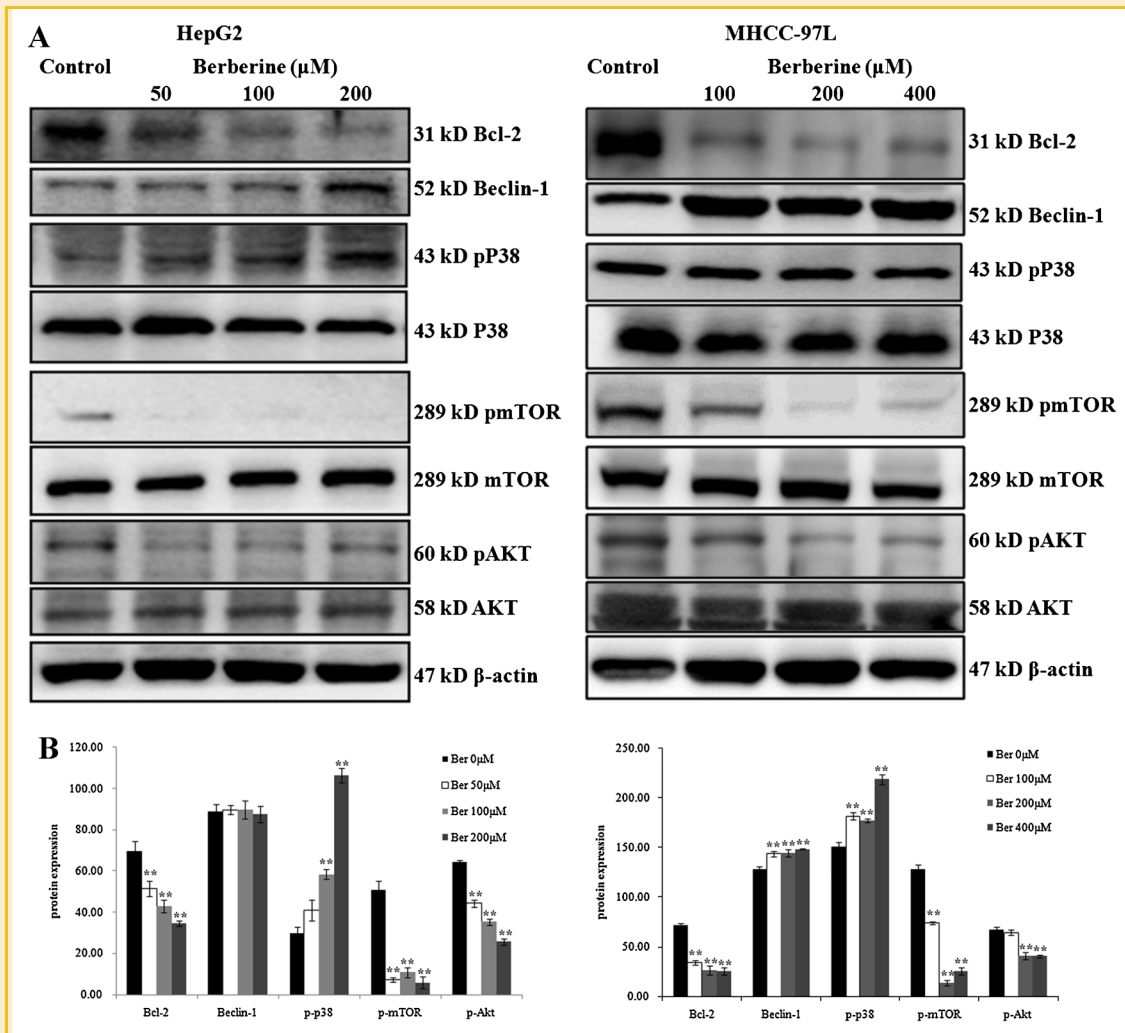 A
HepG2
MHCC-97L
Control Berberine (µM)
50 100 200
Control Berberine (µM)
100 200 400
31 kD Bcl-2
52 kD Beclin-1
43 kD pP38
43 kD P38
289 kD pmTOR
289 kD mTOR
60 kD pAKT
58 kD AKT
47 kD β-actin
31 kD Bcl-2
52 kD Beclin-1
43 kD pP38
43 kD P38
289 kD pmTOR
289 kD mTOR
60 kD pAKT
58 kD AKT
47 kD β-actin
B
protein expression
120.00
100.00
80.00
60.00
40.00
20.00
0.00
** ** **
** **
** ** **
** ** **
Bcl-2 Beclin-1 p-p38 p-mTOR p-Akt
Ber 0µM
Ber 50µM
Ber 100µM
Ber 200µM
protein expression
250.00
200.00
150.00
100.00
50.00
0.00
** ** **
** ** **
** ** **
** ** **
** **
Bcl-2 Beclin-1 p-p38 p-mTOR p-Akt
Ber 0µM
Ber 100µM
Ber 200µM
Ber 400µM